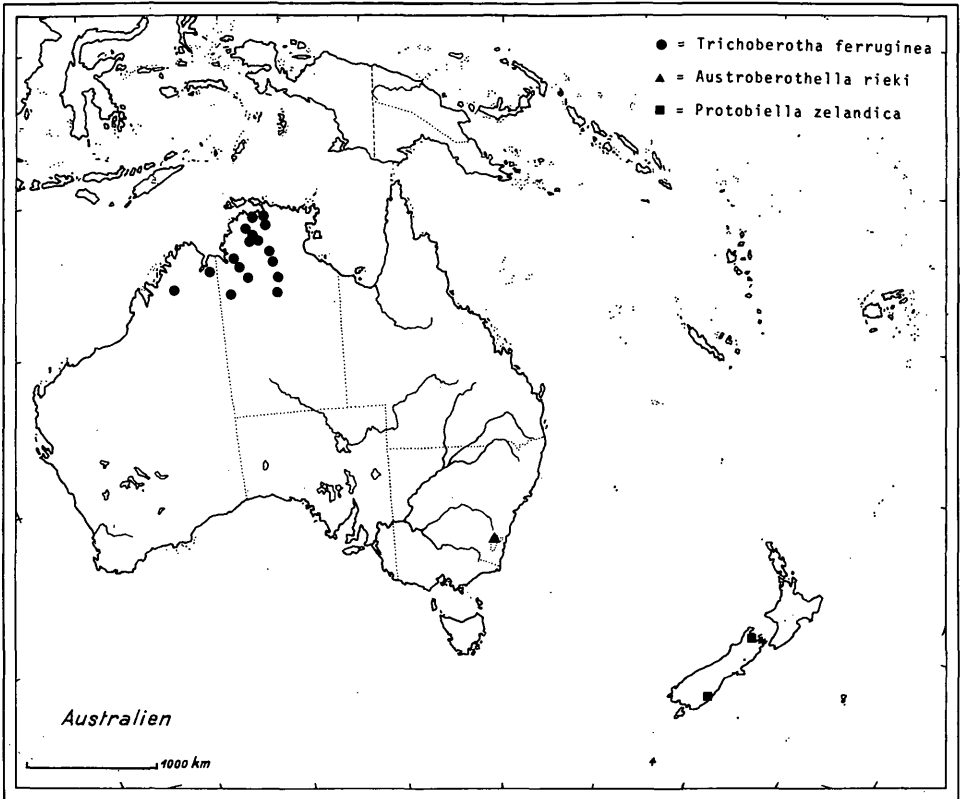 ● = Trichoberotha ferruginea
▲ = Austroberothella rieki
■ = Protobiella zelandica
Australien
1000 km